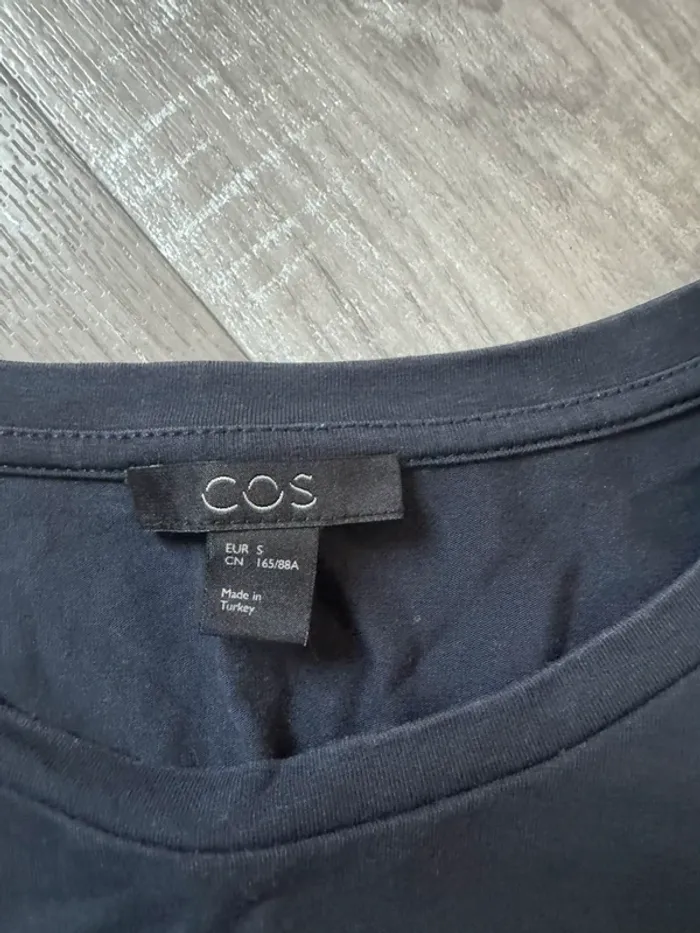 COS
EUR S
CN 165/88A
Made in
Turkey